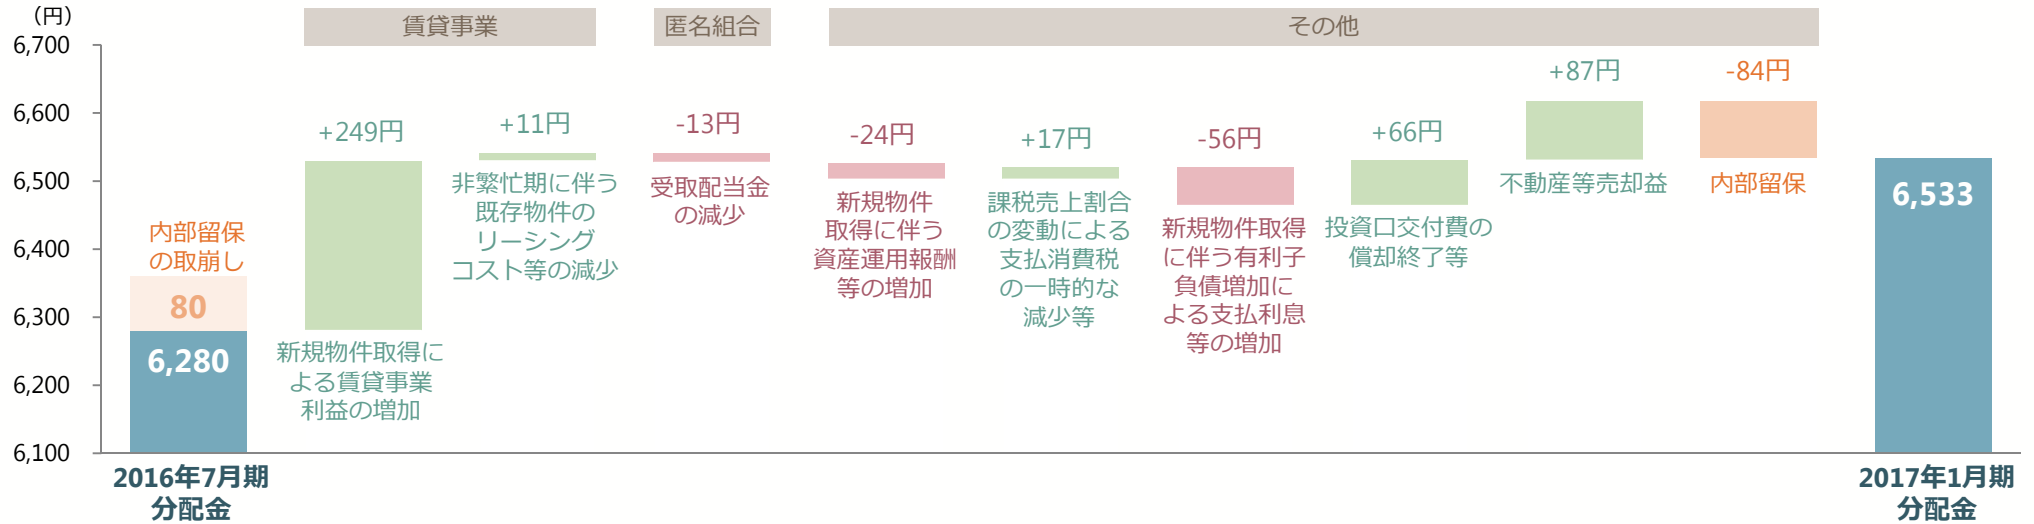 （円）
6,700
6,600
6,500
6,400
6,300
6,200
6,100
賃貸事業
匿名組合
その他
内部留保
の取崩し
80
6,280
2016年7月期
分配金
+249円
新規物件取得に
よる賃貸事業
利益の増加
+11円
非繁忙期に伴う
既存物件の
リーシング
コスト等の減少
-13円
受取配当金
の減少
-24円
新規物件
取得に伴う
資産運用報酬
等の増加
+17円
課税売上割合
の変動による
支払消費税
の一時的な
減少等
-56円
新規物件取得
に伴う有利子
負債増加に
よる支払利息
等の増加
+66円
投資口交付費の
償却終了等
+87円
不動産等売却益
-84円
内部留保
6,533
2017年1月期
分配金